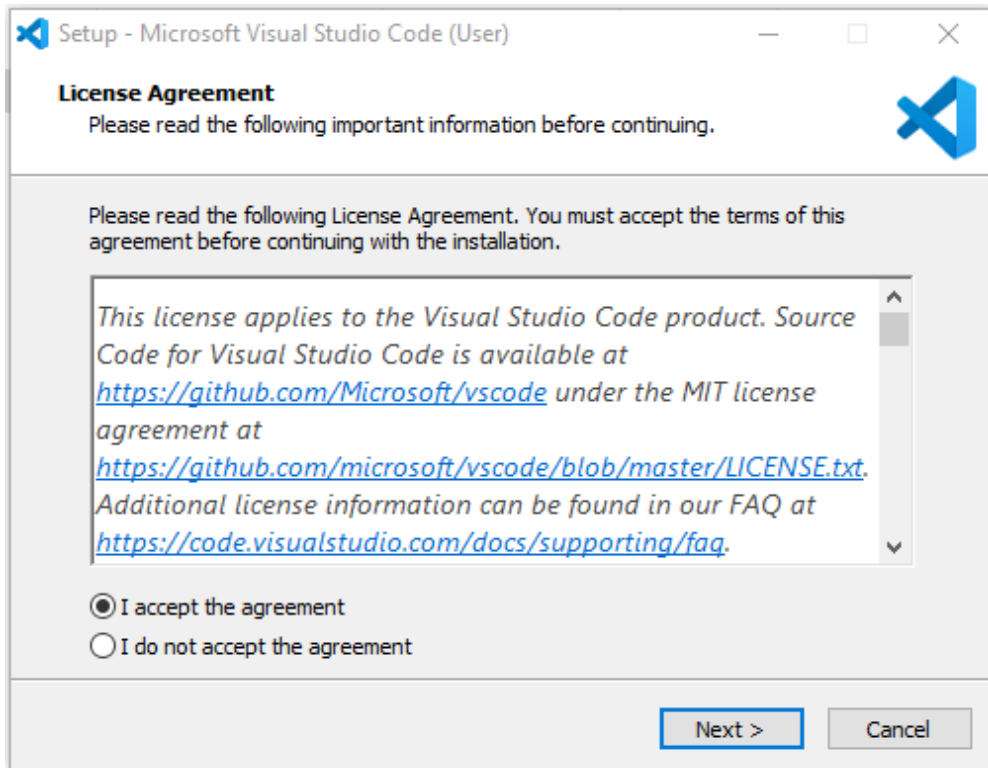 Setup - Microsoft Visual Studio Code (User)
License Agreement
Please read the following important information before continuing.
Please read the following License Agreement. You must accept the terms of this
agreement before continuing with the installation.
This license applies to the Visual Studio Code product. Source
Code for Visual Studio Code is available at
https://github.com/Microsoft/vscode under the MIT license
agreement at
https://github.com/microsoft/vscode/blob/master/LICENSE.txt.
Additional license information can be found in our FAQ at
https://code.visualstudio.com/docs/supporting/faq.
I accept the agreement
I do not accept the agreement
Next > Cancel